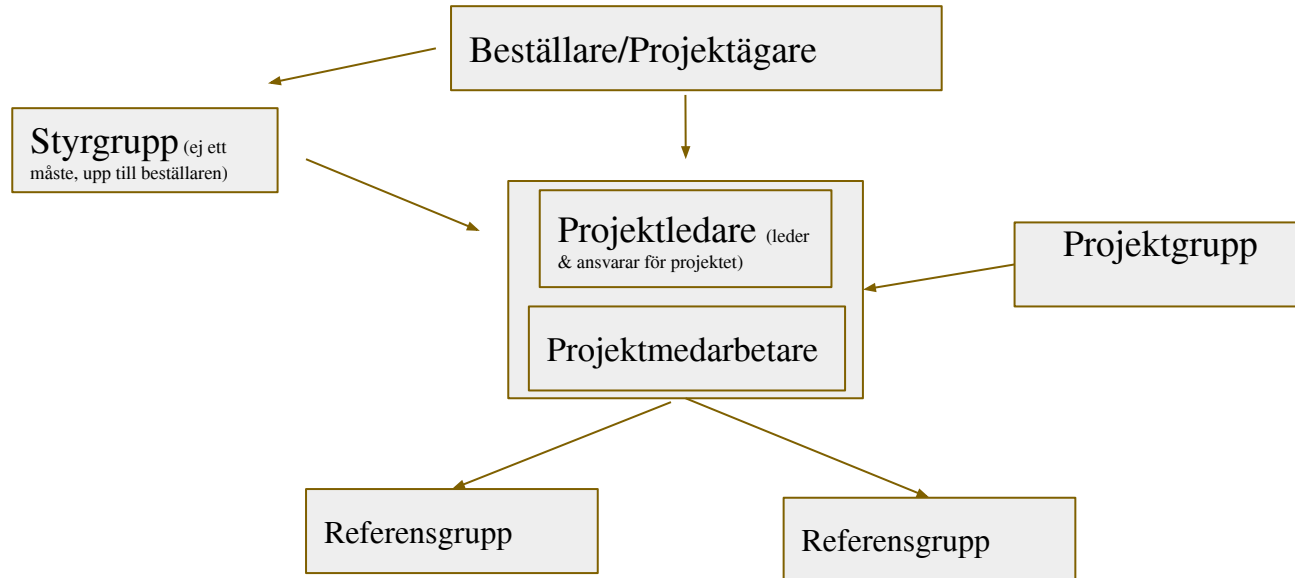 Beställare/Projektägare
Styrgrupp (ej ett
måste, upp till beställaren)
Projektledare (leder
& ansvarar för projektet)
Projektgrupp
Projektmedarbetare
Referensgrupp
Referensgrupp